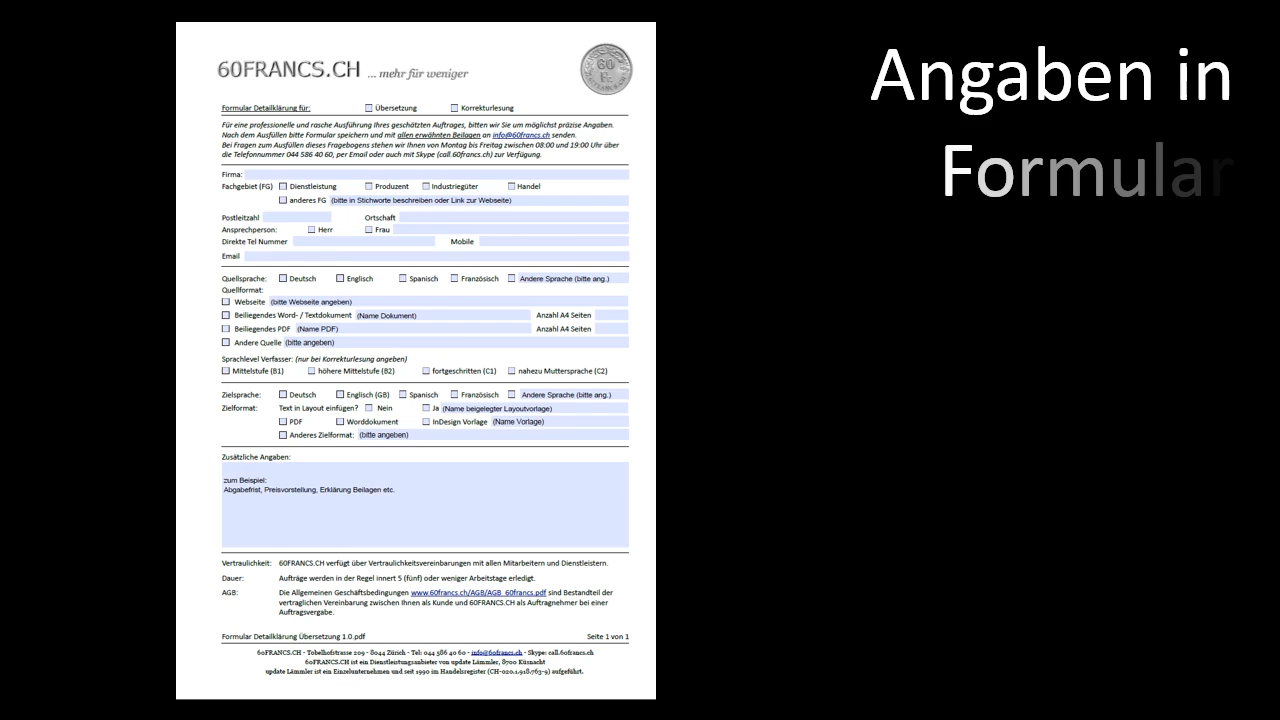 60FRANCS.CH ... mehr für weniger
60
Fr.
Angaben in
Formular
Formular Detailklärung für: Übersetzung Korrekturlesung
Für eine professionelle und rasche Ausführung Ihres geschätzten Auftrages, bitten wir Sie um möglichst präzise Angaben.
Nach dem Ausfüllen bitte Formular speichern und mit allen erwähnten Beilagen an info@60francs.ch senden.
Bei Fragen zum Ausfüllen dieses Fragebogens stehen wir Ihnen von Montag bis Freitag zwischen 08:00 und 19:00 Uhr über
die Telefonnummer 044 586 40 60, per Email oder auch mit Skype (call.60francs.ch) zur Verfügung.
Firma:
Fachgebiet (FG) Dienstleistung Produzent Industriegüter Handel
anderes FG (bitte in Stichworte beschreiben oder Link zur Webseite)
Postleitzahl Ortschaft
Ansprechperson: Herr Frau
Direkte Tel Nummer Mobile
Email
Quellsprache: Deutsch Englisch Spanisch Französisch Andere Sprache (bitte ang.)
Quellformat:
Webseite (bitte Webseite angeben)
Beiliegendes Word- / Textdokument (Name Dokument) Anzahl A4 Seiten
Beiliegendes PDF (Name PDF) Anzahl A4 Seiten
Andere Quelle (bitte angeben)
Sprachlevel Verfasser: (nur bei Korrekturlesung angeben)
Mittelstufe (B1) höhere Mittelstufe (B2) fortgeschritten (C1) nahezu Muttersprache (C2)
Zielsprache: Deutsch Englisch (GB) Spanisch Französisch Andere Sprache (bitte ang.)
Zielformat: Text in Layout einfügen? Nein Ja (Name beigelegter Layoutvorlage)
PDF Worddokument InDesign Vorlage (Name Vorlage)
Anderes Zielformat: (bitte angeben)
Zusätzliche Angaben:
zum Beispiel:
Abgabefrist, Preisvorstellung, Erklärung Beilagen etc.
Vertraulichkeit: 60FRANCS.CH verfügt über Vertraulichkeitsvereinbarungen mit allen Mitarbeitern und Dienstleistern.
Dauer: Aufträge werden in der Regel innert 5 (fünf) oder weniger Arbeitstage erledigt.
AGB: Die Allgemeinen Geschäftsbedingungen www.60francs.ch/AGB/AGB_60francs.pdf sind Bestandteil der
vertraglichen Vereinbarung zwischen Ihnen als Kunde und 60FRANCS.CH als Auftragnehmer bei einer
Auftragsvergabe.
Formular Detailklärung Übersetzung 1.0.pdf Seite 1 von 1
60FRANCS.CH - Tobelhofstrasse 209 - 8044 Zürich - Tel: 044 586 40 60 - info@60francs.ch - Skype: call.60francs.ch
60FRANCS.CH ist ein Dienstleistungsanbieter von update Lämmler, 8700 Küsnacht
update Lämmler ist ein Einzelunternehmen und seit 1990 im Handelsregister (CH-020.1.918.763-9) aufgeführt.